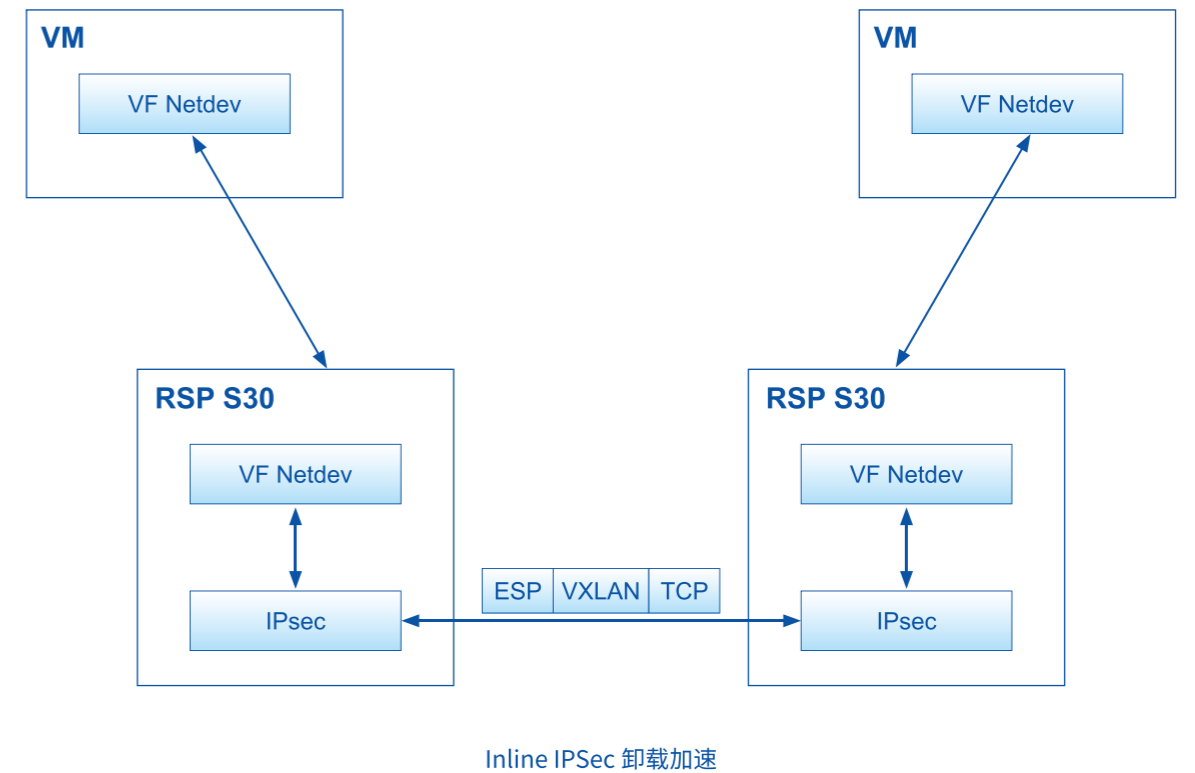 VM
VF Netdev
VM
VF Netdev
RSP S30
VF Netdev
IPsec
ESP VXLAN TCP
RSP S30
VF Netdev
IPsec
Inline IPSec 卸载加速